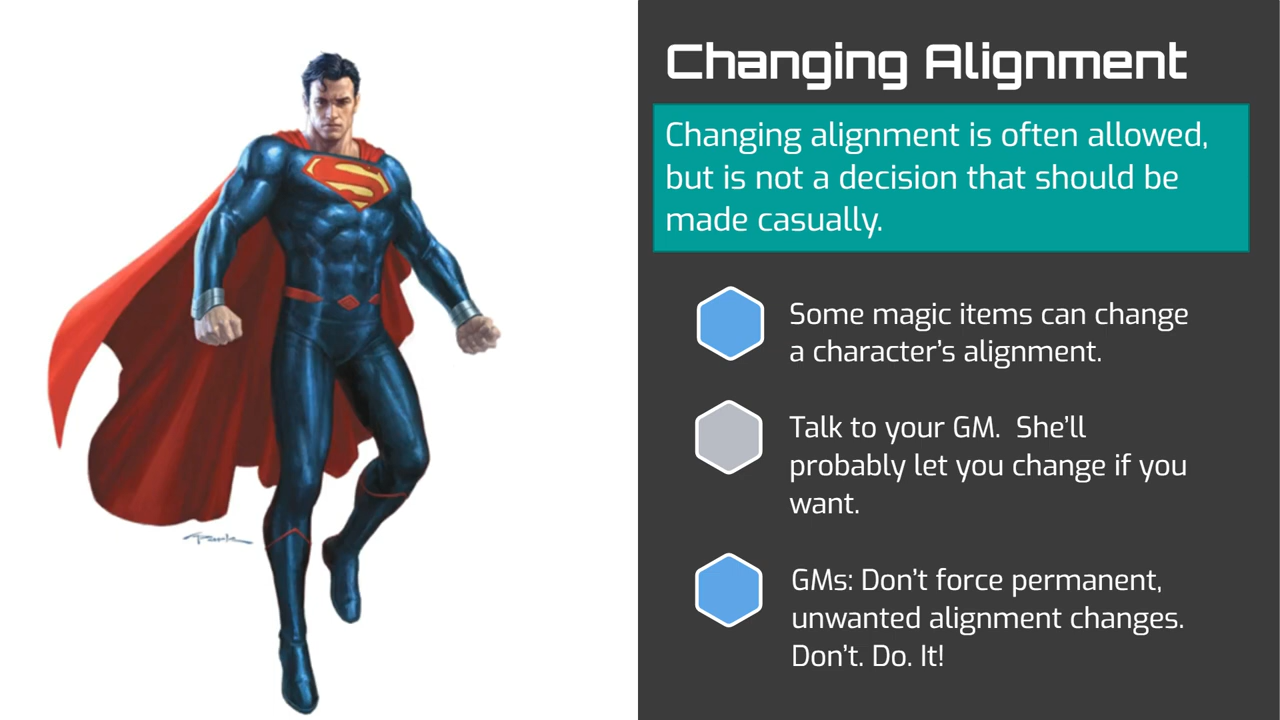 Changing Alignment
Changing alignment is often allowed,
but is not a decision that should be
made casually.
Some magic items can change
a character's alignment.
Talk to your GM.  She'll
probably let you change if you
want.
GMs: Don't force permanent,
unwanted alignment changes.
Don't. Do. It!